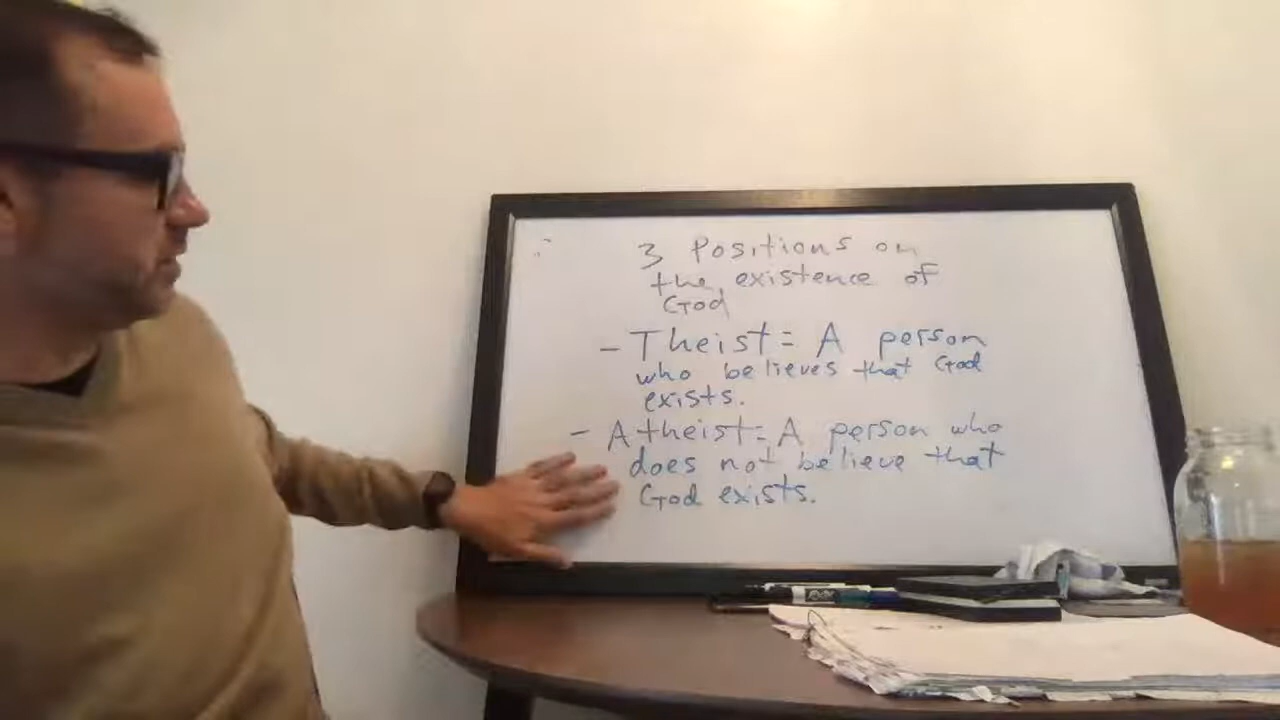 3 Positions on
the existence of
God
- Theist = A person
who believes that God
exists.
- Atheist = A person who
does not believe that
God exists.
EXPO